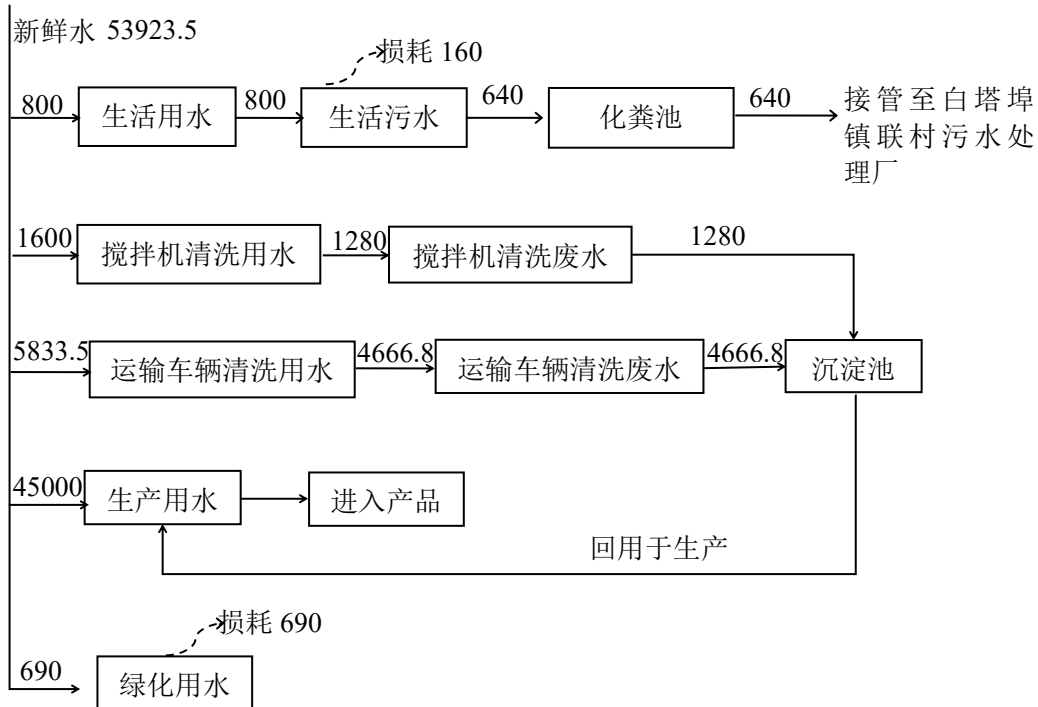 新鲜水 53923.5
损耗 160
800
生活用水
800
生活污水
640
化粪池
640
接管至白塔埠
镇联村污水处
理厂
1600
搅拌机清洗用水
1280
搅拌机清洗废水
1280
5833.5
运输车辆清洗用水
4666.8
运输车辆清洗废水
4666.8
沉淀池
45000
生产用水
进入产品
回用于生产
损耗 690
690
绿化用水